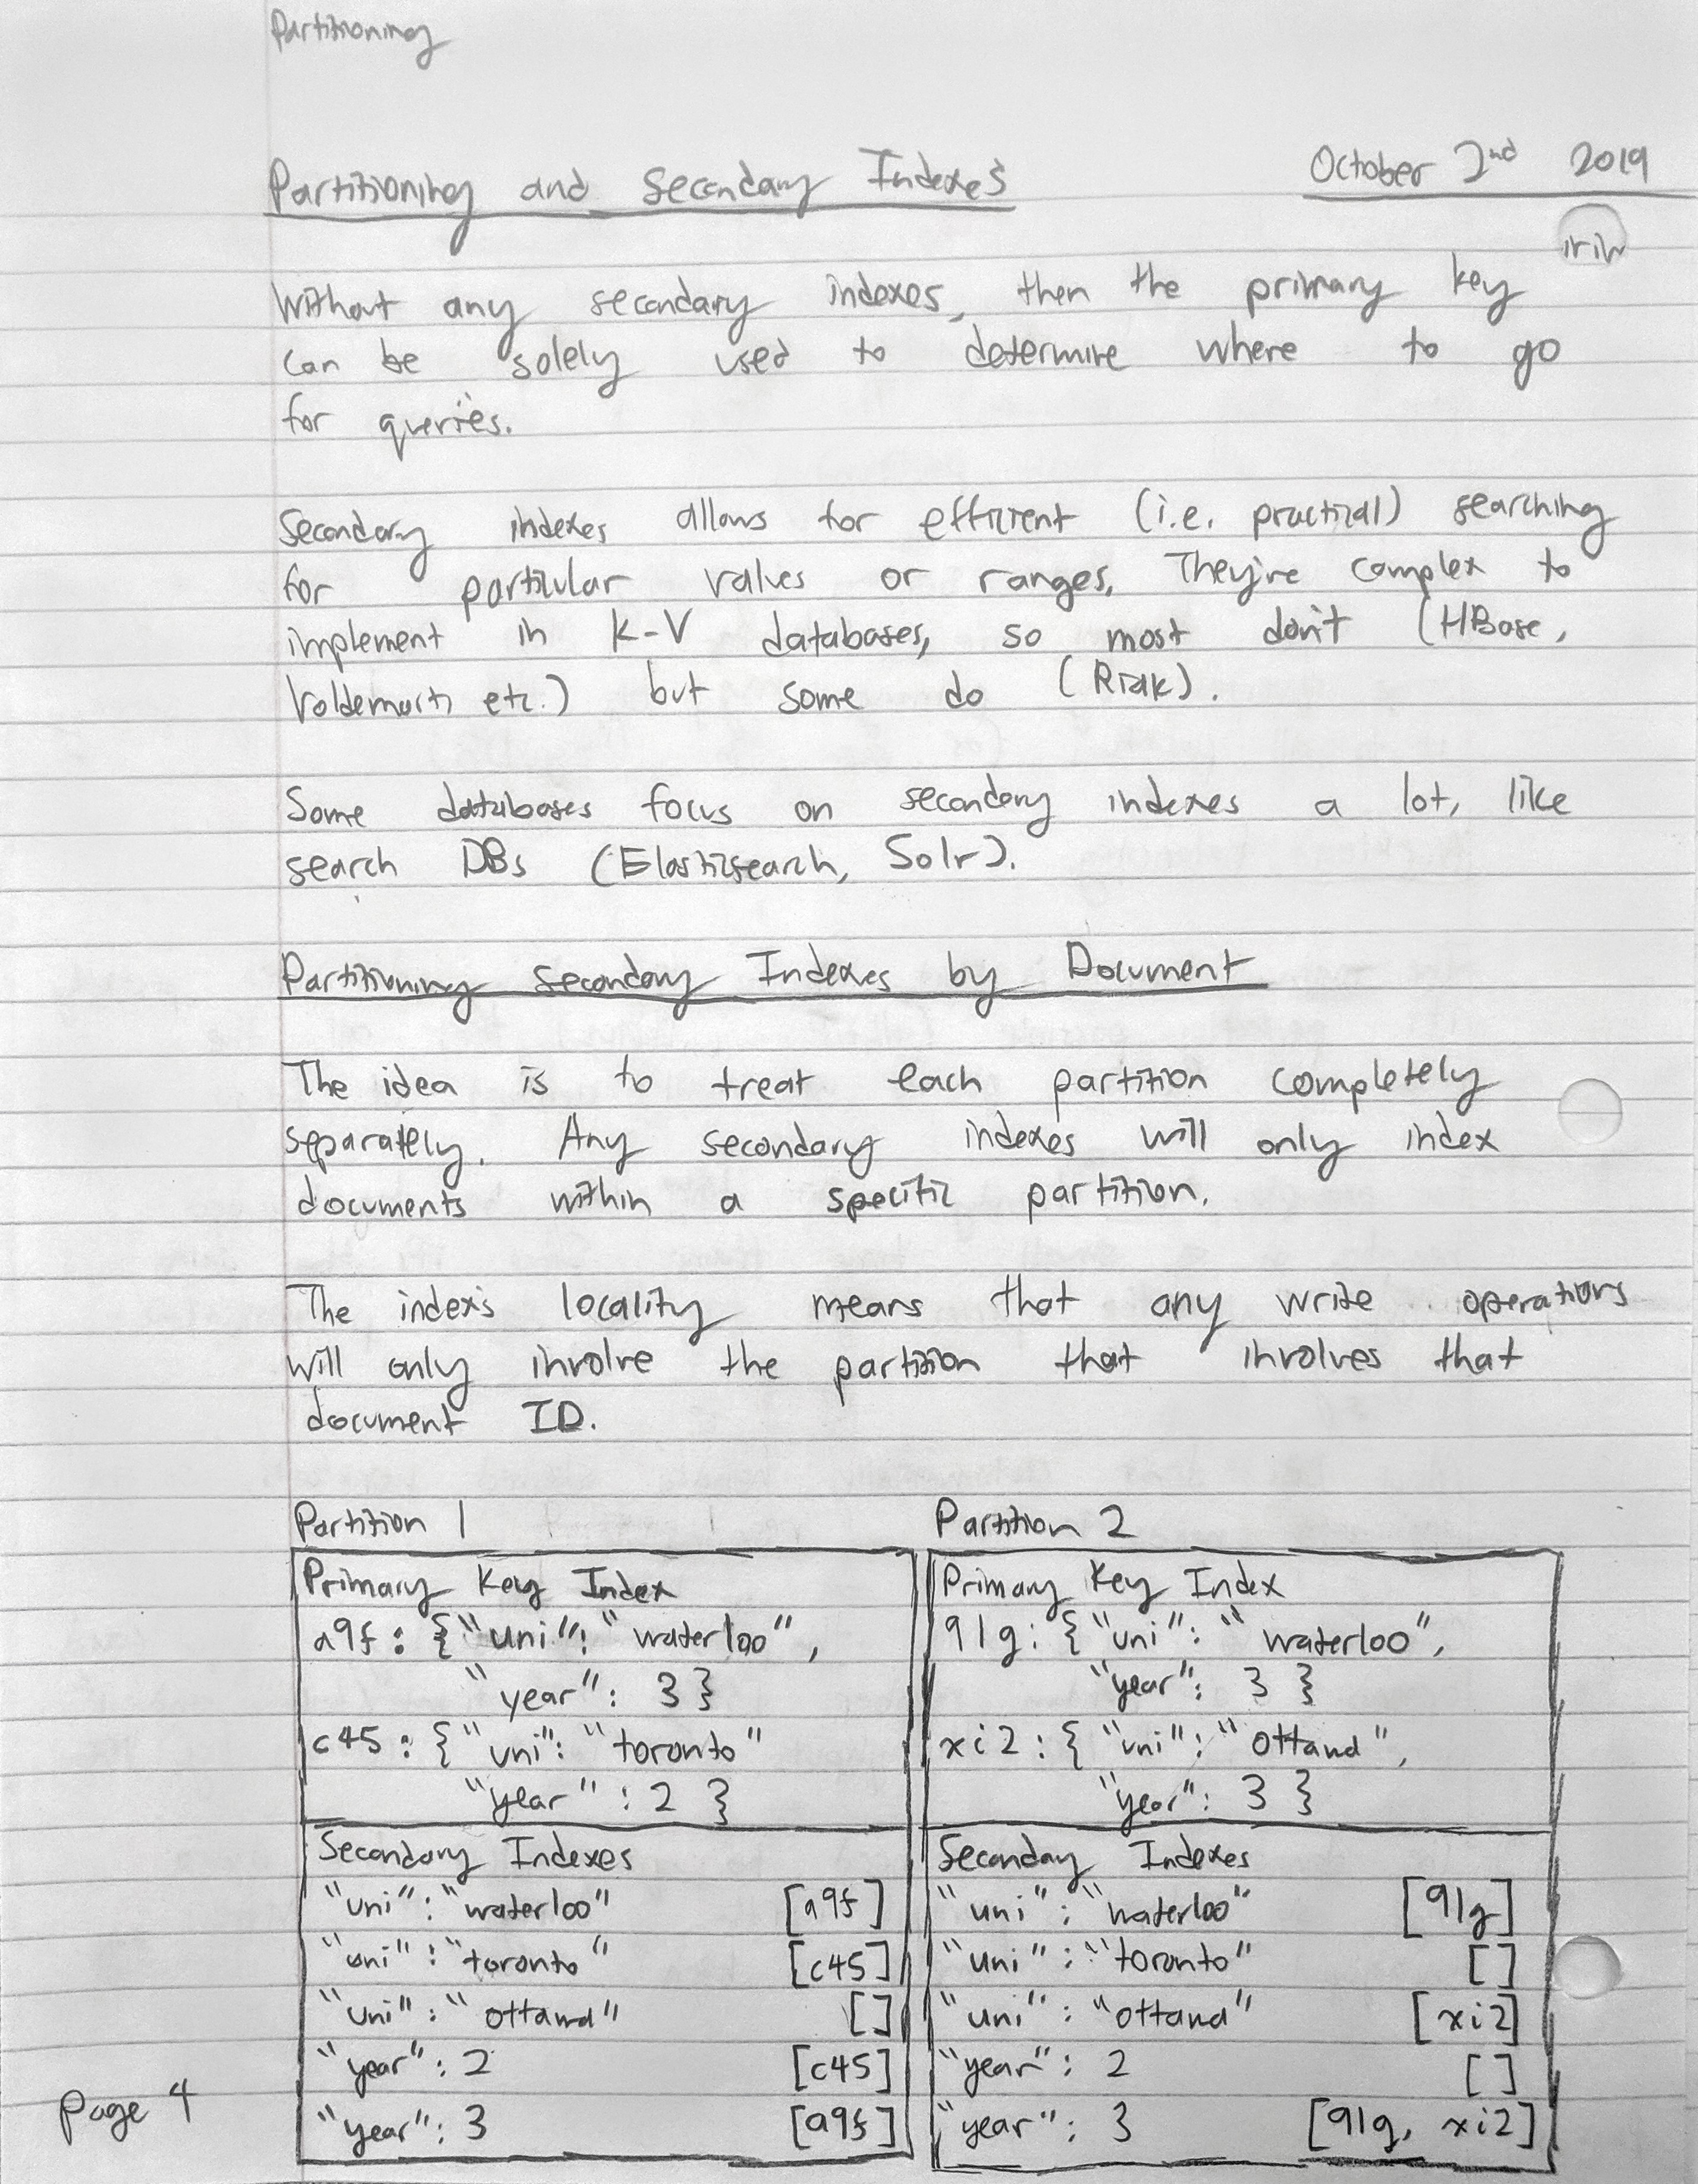 Partitioning
Partitioning and Secondary Indexes
October 2nd 2019
Without any secondary indexes, then the primary key
can be solely used to determine where to go
for queries.
Secondary indexes allows for efficient (i.e. practical) searching
for particular values or ranges. They're complex to
implement in K-V databases, so most don't (HBase,
Voldemort, etc.) but some do (Riak).
Some databases focus on secondary indexes a lot, like
search DBs (Elasticsearch, Solr).
Partitioning Secondary Indexes by Document
The idea is to treat each partition completely
separately. Any secondary indexes will only index
documents within a specific partition.
The index's locality means that any write operations
will only involve the partition that involves that
document ID.
Partition 1
Primary Key Index
a9f : {"uni": "waterloo",
"year": 3 }
c45 : {"uni": "toronto"
"year" : 2 }
Secondary Indexes
"uni": "waterloo" [a9f]
"uni": "toronto" [c45]
"uni": "ottawa" []
"year": 2 [c45]
"year": 3 [a9f]
Partition 2
Primary Key Index
91g: {"uni": "waterloo",
"year": 3 }
xi2 : { "uni": "ottawa",
"year": 3 }
Secondary Indexes
"uni": "waterloo" [91g]
"uni" : "toronto" []
"uni" : "ottawa" [xi2]
"year": 2 []
"year": 3 [91g, xi2]
Page 4